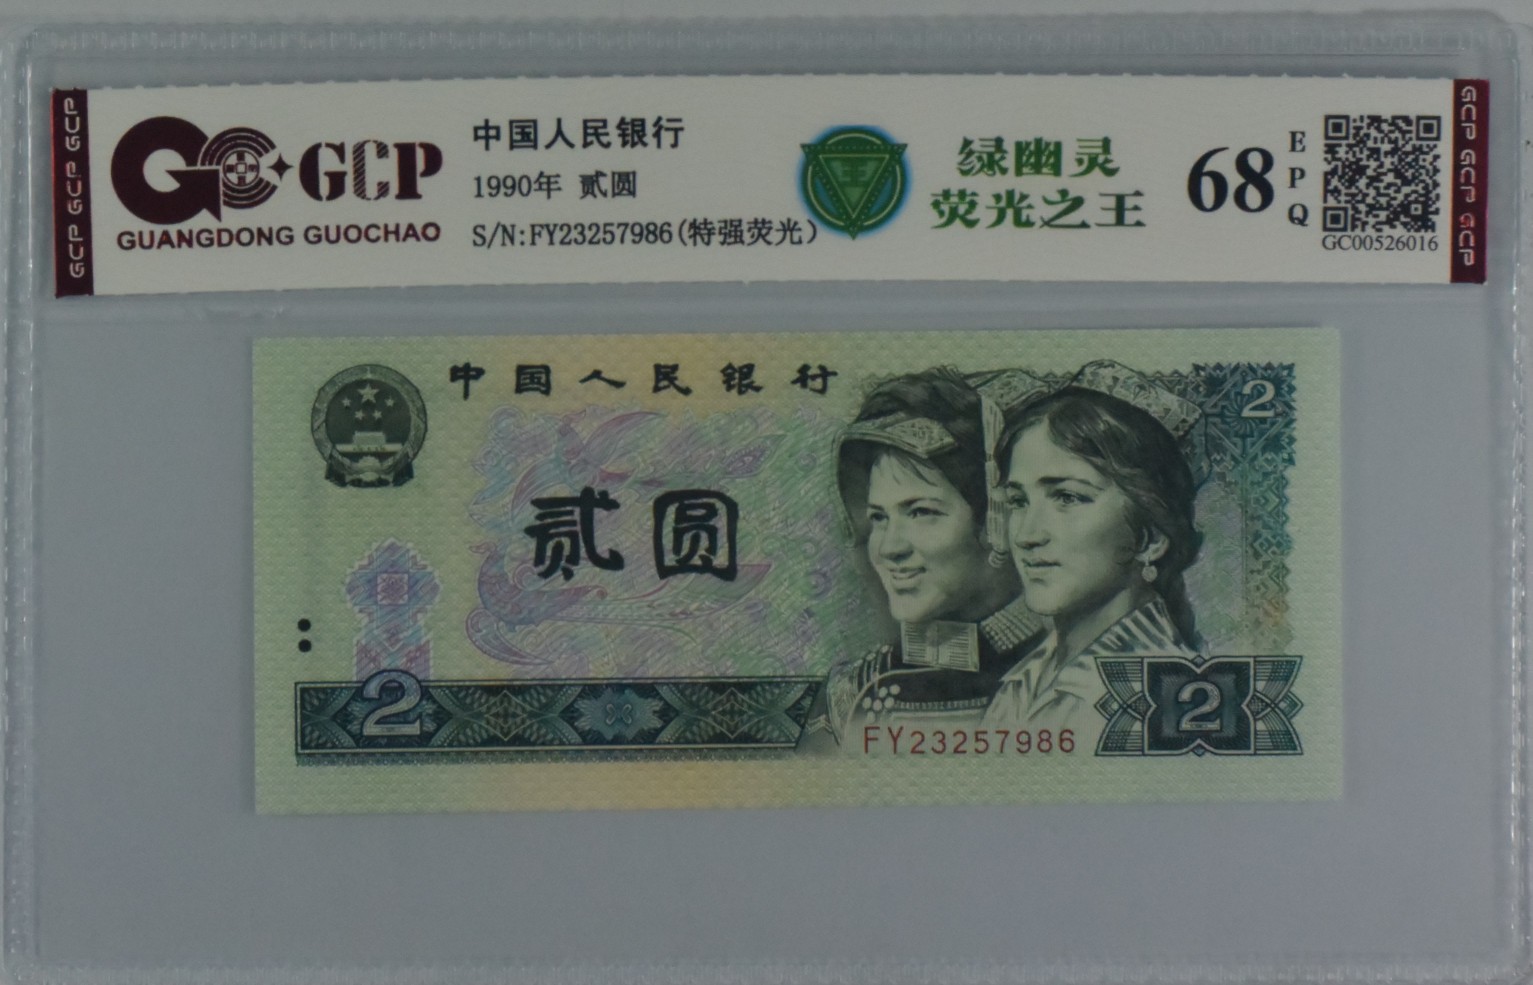 GCP GCP GCP
GCP
GUANGDONG GUOCHAO
中国人民银行
1990年 贰圆
S/N:FY23257986(特强荧光)
王
绿幽灵
荧光之王
68
EPQ
GC00526016
GCP GCP GCP
中国人民银行
2
贰圆
2
FY23257986
2